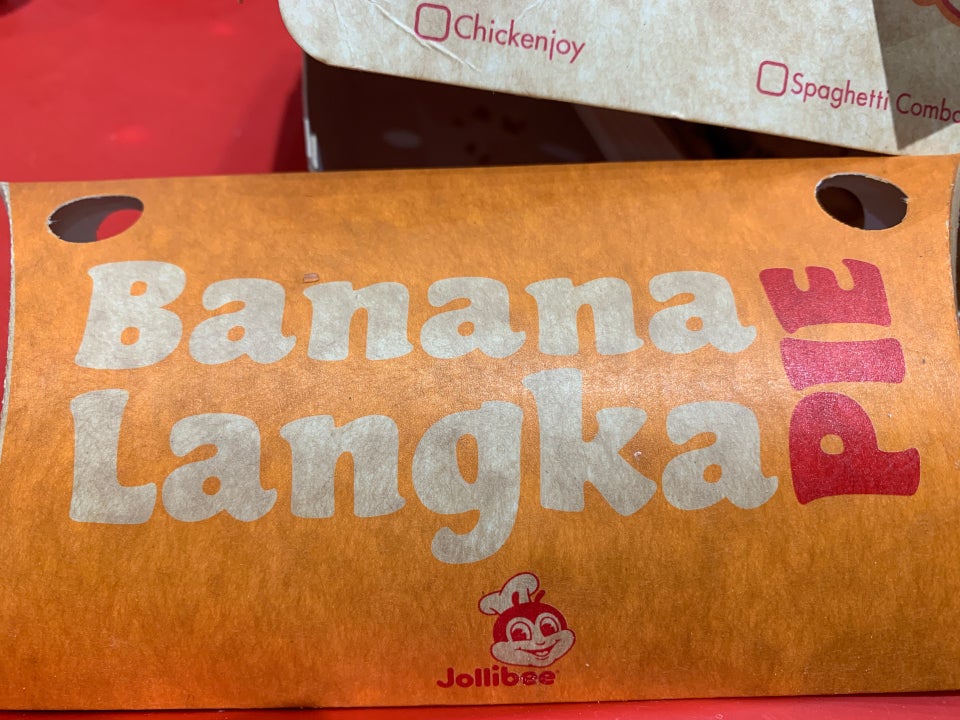 Chickenjoy
Spaghetti Combo
Banana
Langka
PIE
Jollibee